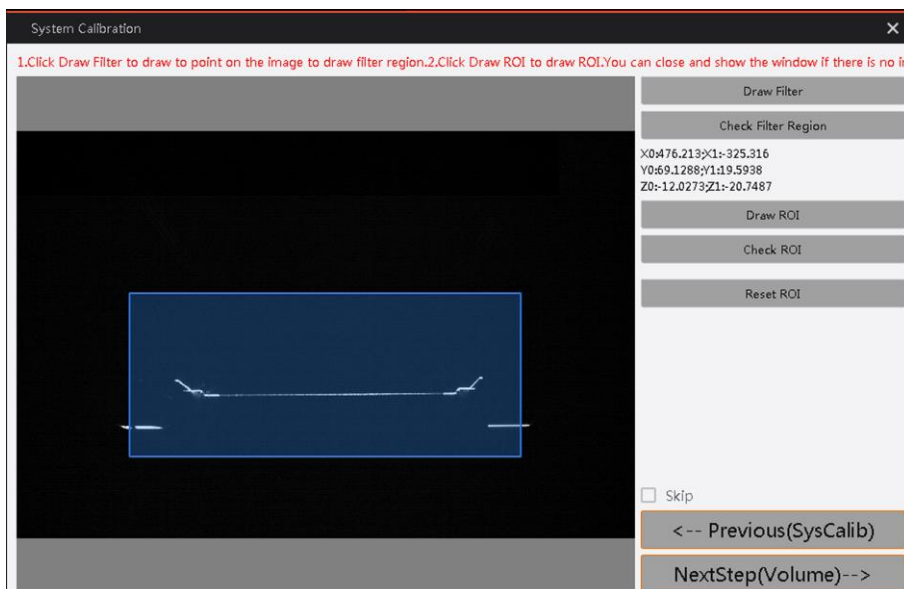 System Calibration
1.Click Draw Filter to draw to point on the image to draw filter region.2.Click Draw ROI to draw ROI.You can close and show the window if there is no
Draw Filter
Check Filter Region
X0:476.213;X1:-325.316
Y0:69.1288;Y1:19.5938
Z0:-12.0273;Z1:-20.7487
Draw ROI
Check ROI
Reset ROI
Skip
<-- Previous(SysCalib)
NextStep(Volume)-->